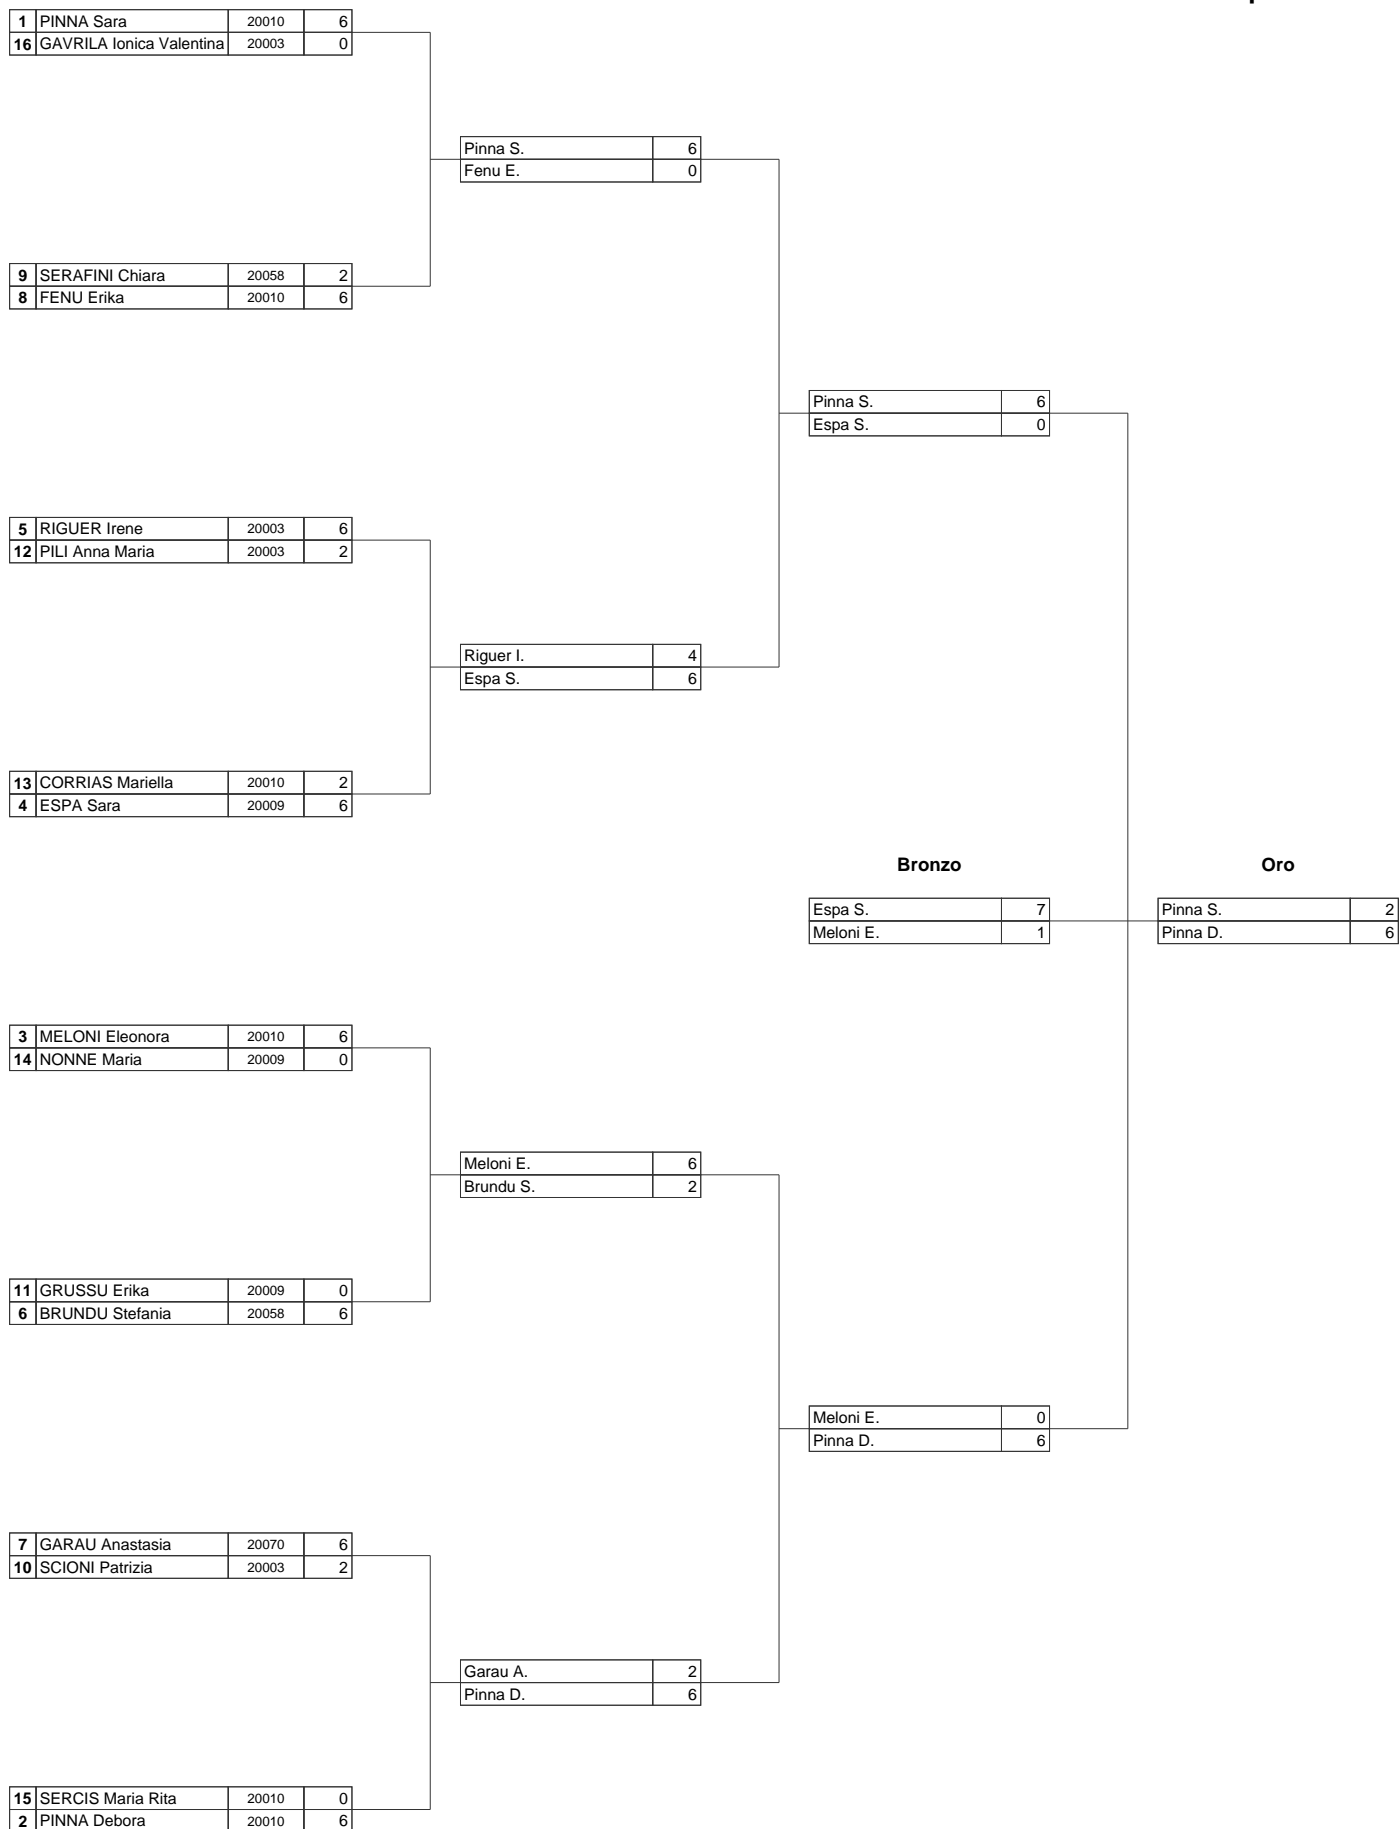 1 PINNA Sara 20010 6
16 GAVRILA Ionica Valentina 20003 0
Pinna S. 6
Fenu E. 0
9 SERAFINI Chiara 20058 2
8 FENU Erika 20010 6
Pinna S. 6
Espa S. 0
5 RIGUER Irene 20003 6
12 PILI Anna Maria 20003 2
Riguer I. 4
Espa S. 6
13 CORRIAS Mariella 20010 2
4 ESPA Sara 20009 6
Bronzo Oro
Espa S. 7 Pinna S. 2
Meloni E. 1 Pinna D. 6
3 MELONI Eleonora 20010 6
14 NONNE Maria 20009 0
Meloni E. 6
Brundu S. 2
11 GRUSSU Erika 20009 0
6 BRUNDU Stefania 20058 6
Meloni E. 0
Pinna D. 6
7 GARAU Anastasia 20070 6
10 SCIONI Patrizia 20003 2
Garau A. 2
Pinna D. 6
15 SERCIS Maria Rita 20010 0
2 PINNA Debora 20010 6